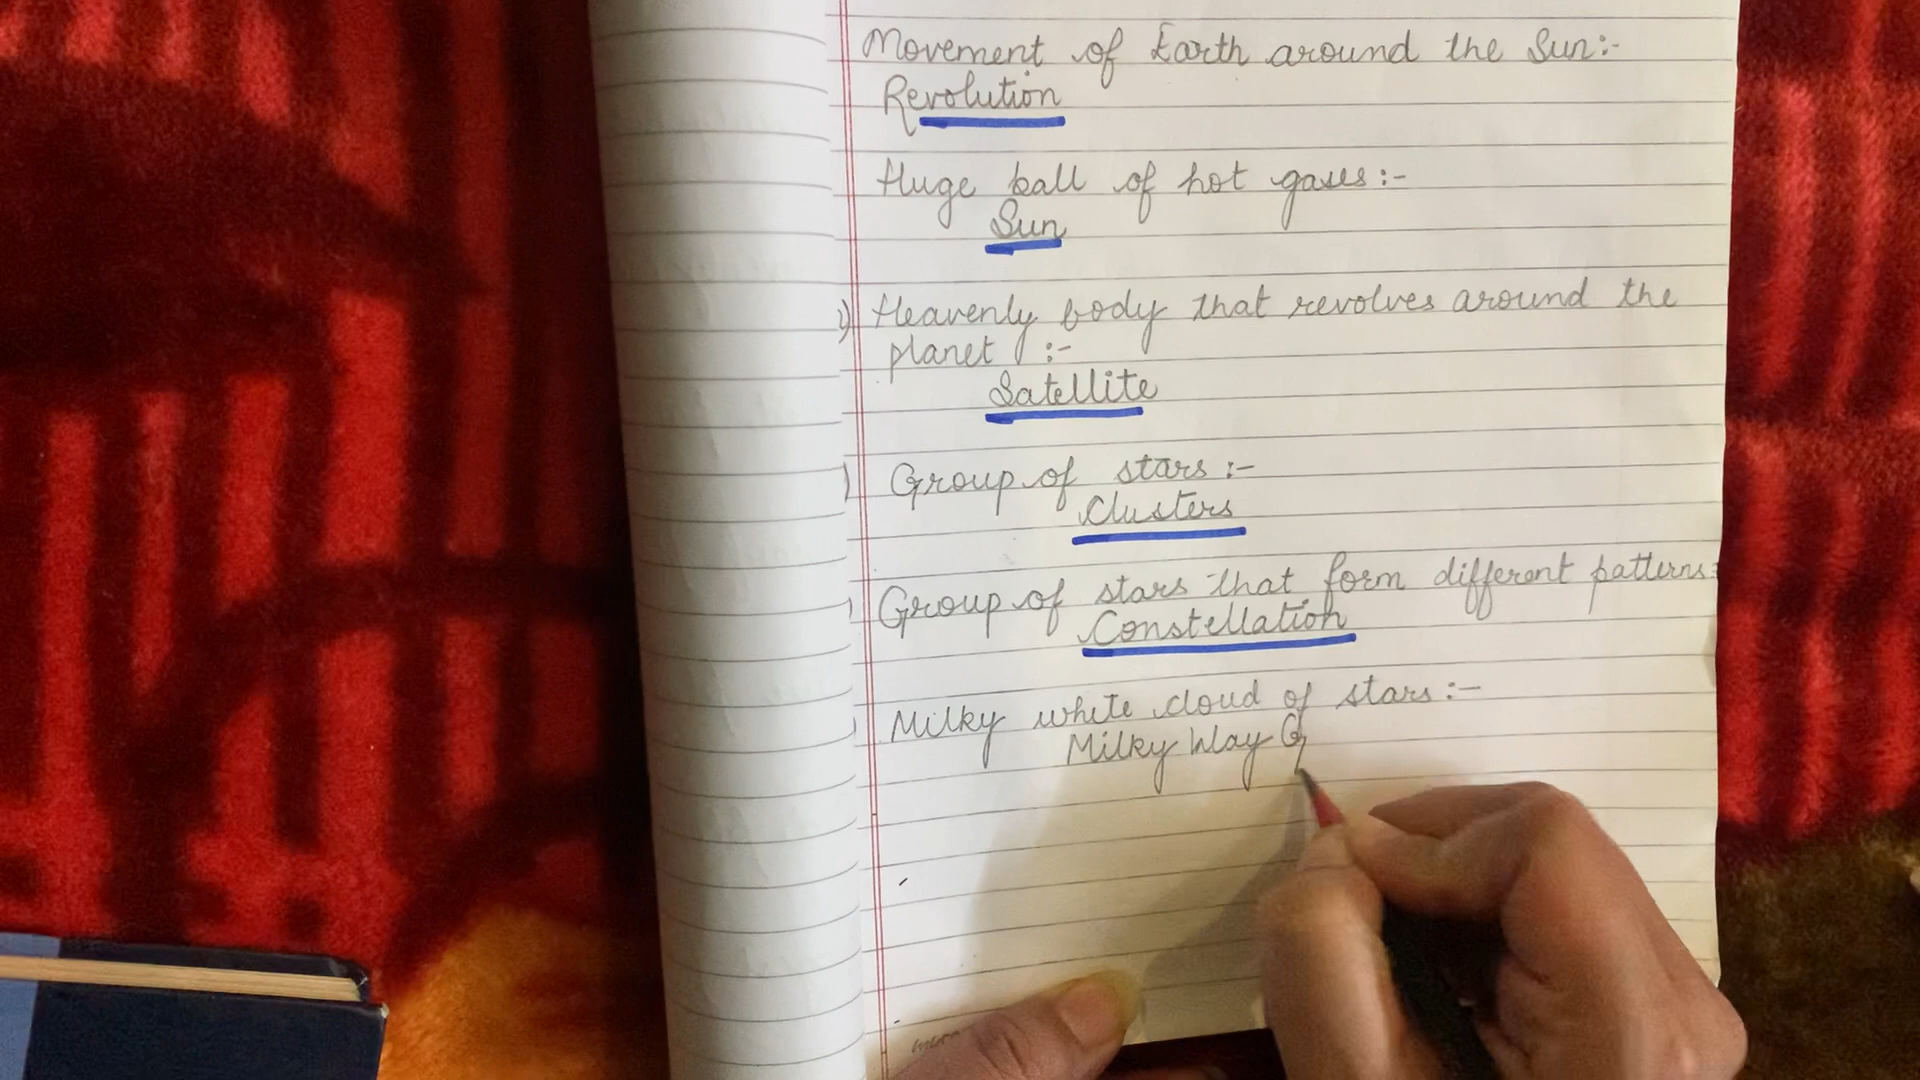 Movement of Earth around the Sun:-
Revolution
Huge ball of hot gases:-
Sun
) Heavenly body that revolves around the
planet :-
Satellite
) Group of stars :-
Clusters
) Group of stars that form different patterns:
Constellation
) Milky white cloud of stars :-
Milky Way G